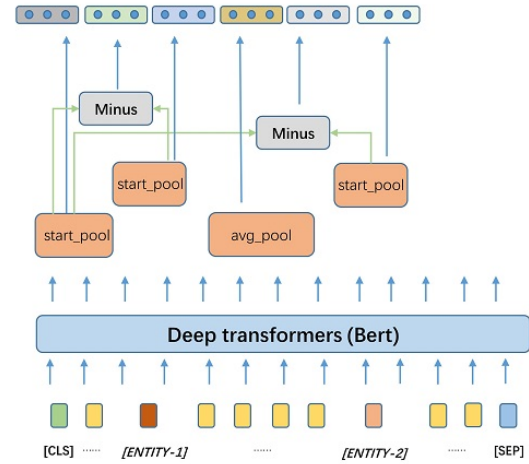 Minus
Minus
start_pool
start_pool
start_pool
avg_pool
Deep transformers (Bert)
[CLS] ...... [ENTITY-1] ...... [ENTITY-2] ...... [SEP]